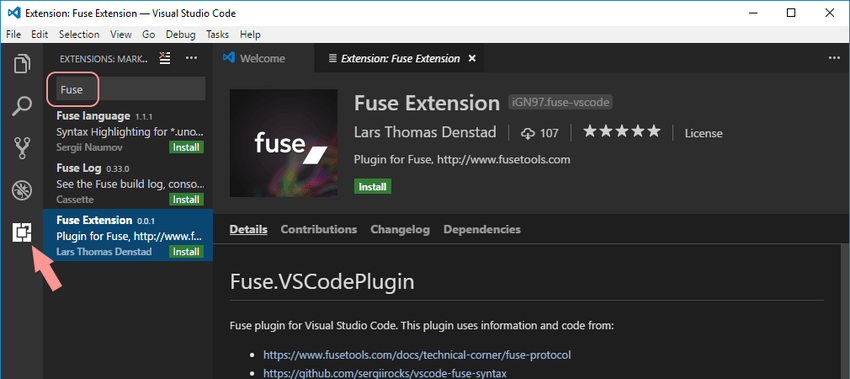 Extension: Fuse Extension — Visual Studio Code
File Edit Selection View Go Debug Tasks Help
EXTENSIONS: MARK... ···
Welcome
Extension: Fuse Extension ×
···
Fuse
Fuse language 1.1.1
Syntax Highlighting for *.uno...
Sergii Naumov Install
Fuse Log 0.33.0
See the Fuse build log, conso...
Cassette Install
Fuse Extension 0.0.1
Plugin for Fuse, http://www.f...
Lars Thomas Denstad Install
fuse
Fuse Extension iGN97.fuse-vscode
Lars Thomas Denstad 107 ★★★★★ License
Plugin for Fuse, http://www.fusetools.com
Install
Details Contributions Changelog Dependencies
Fuse.VSCodePlugin
Fuse plugin for Visual Studio Code. This plugin uses information and code from:
• https://www.fusetools.com/docs/technical-corner/fuse-protocol
• https://github.com/sergiirocks/vscode-fuse-syntax